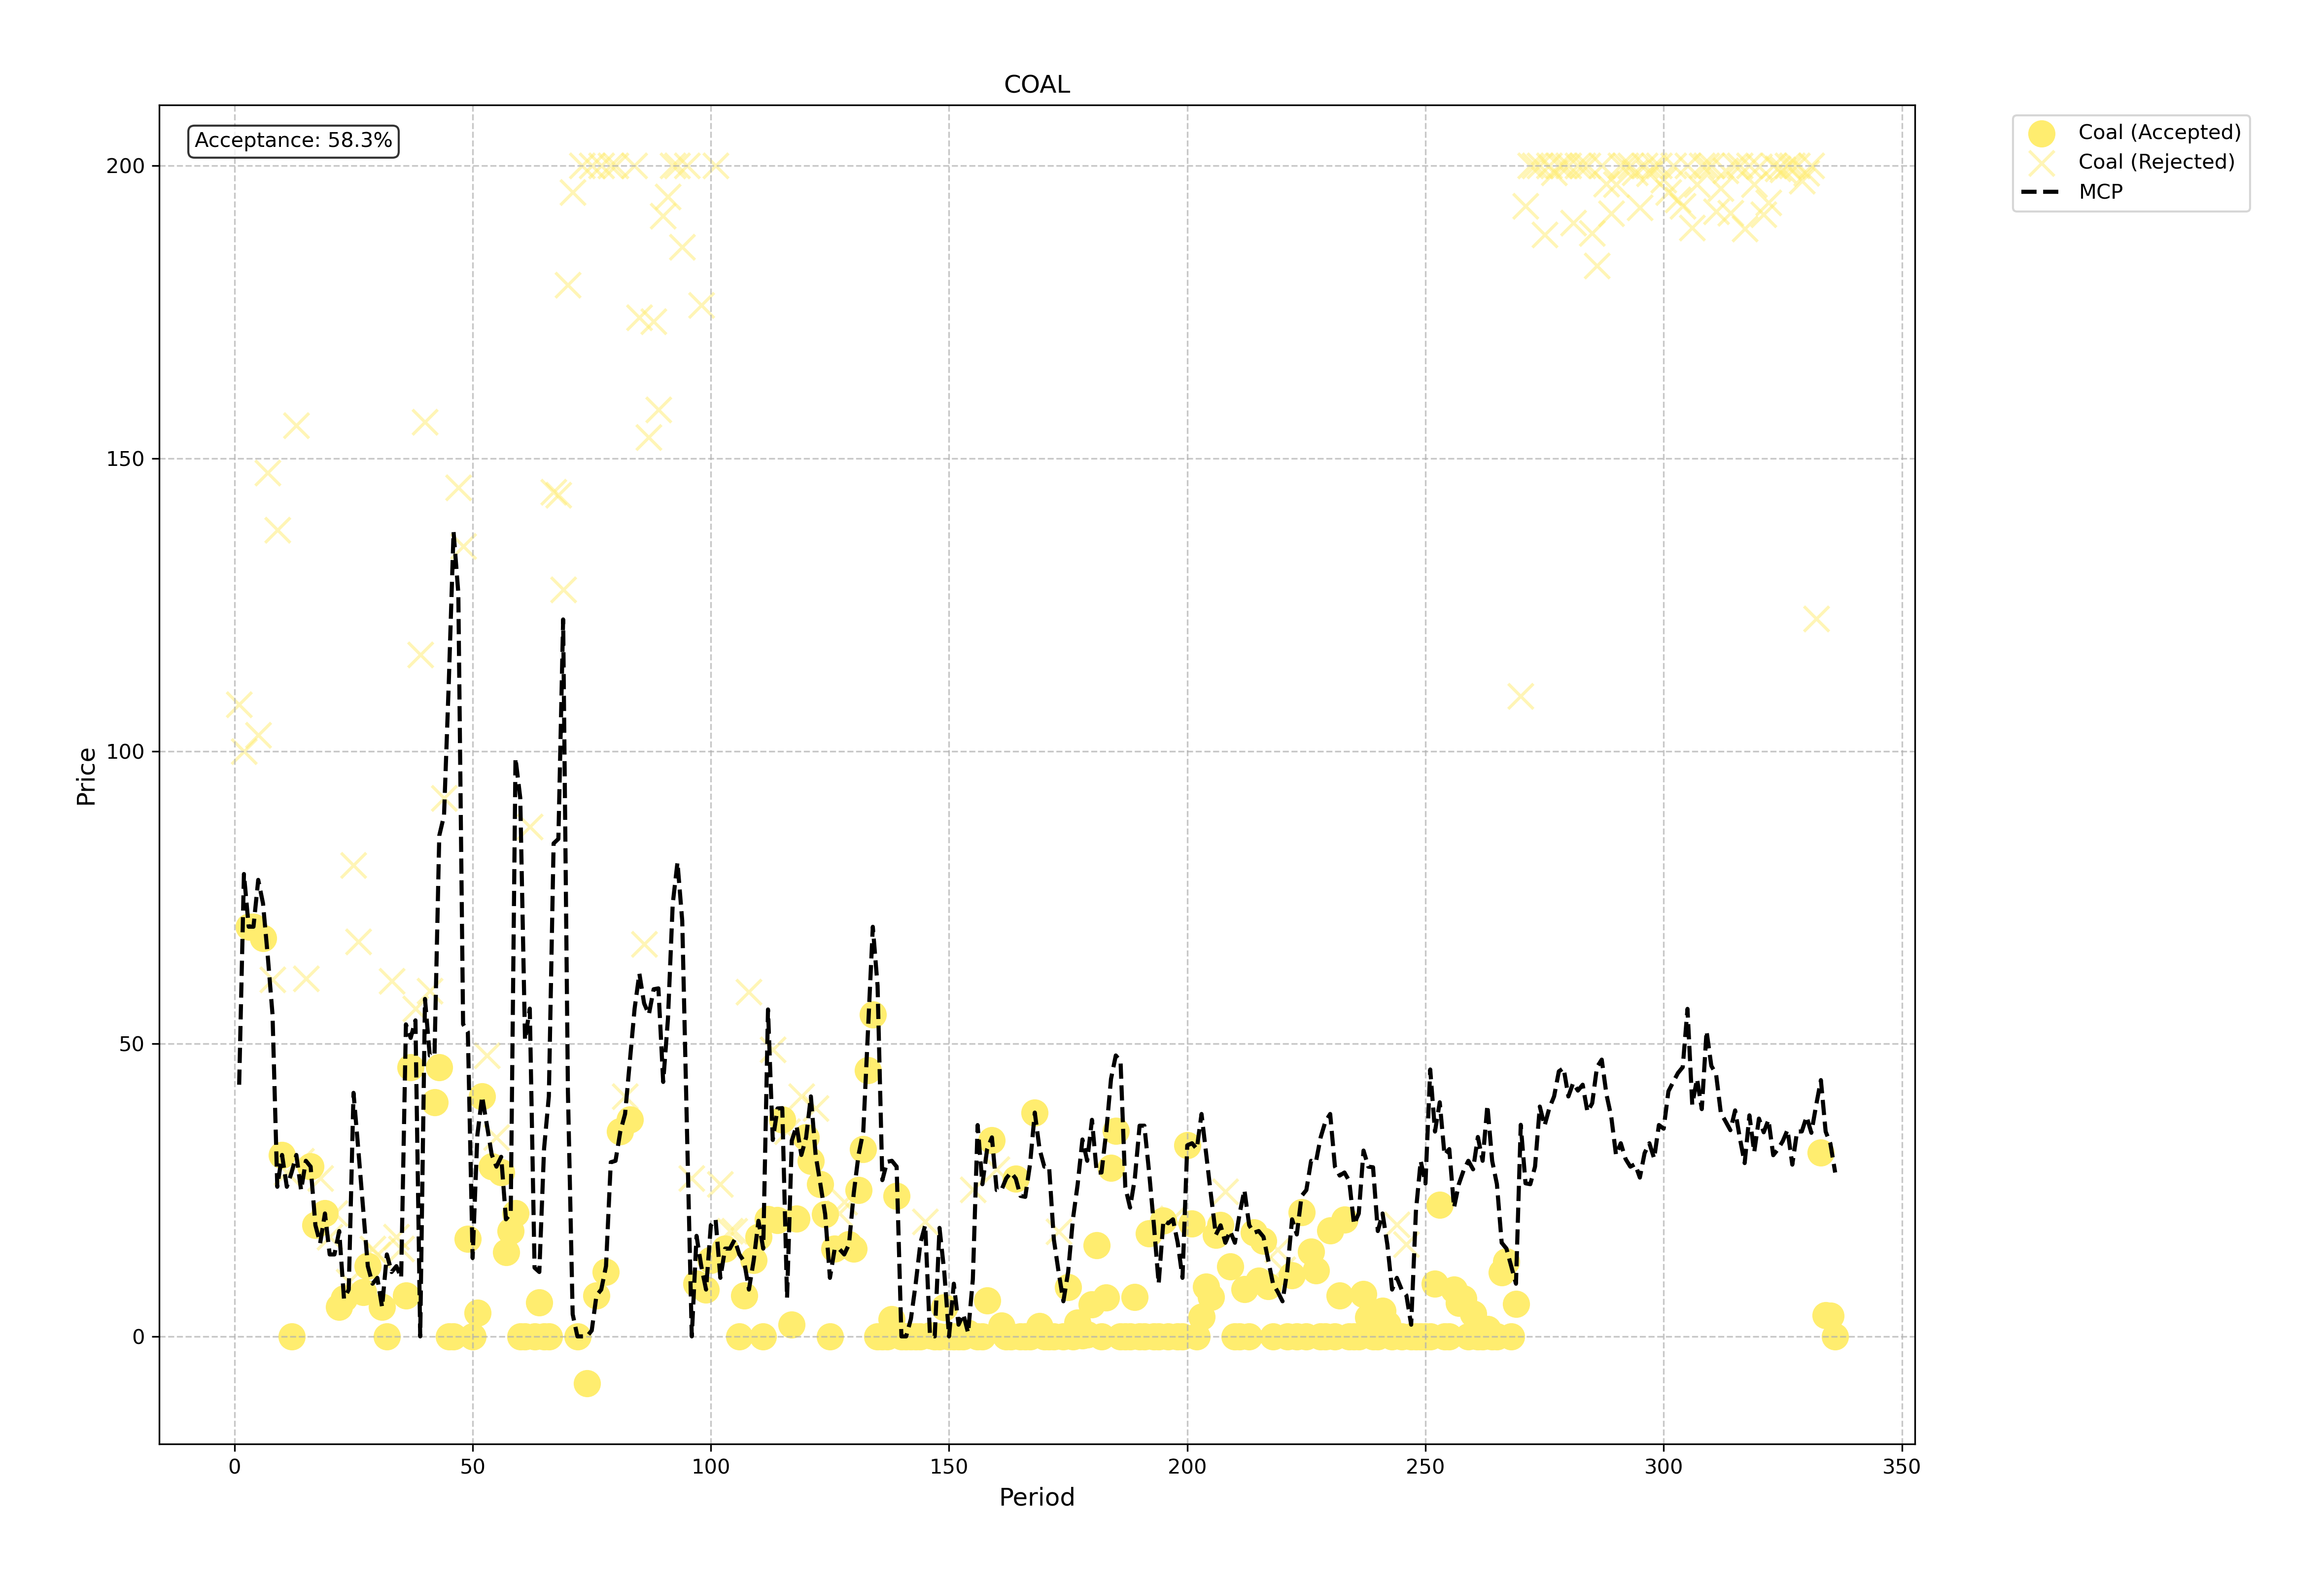 COAL
Acceptance: 58.3%
Coal (Accepted)
Coal (Rejected)
MCP
200
150
100
50
0
Price
0 50 100 150 200 250 300 350
Period